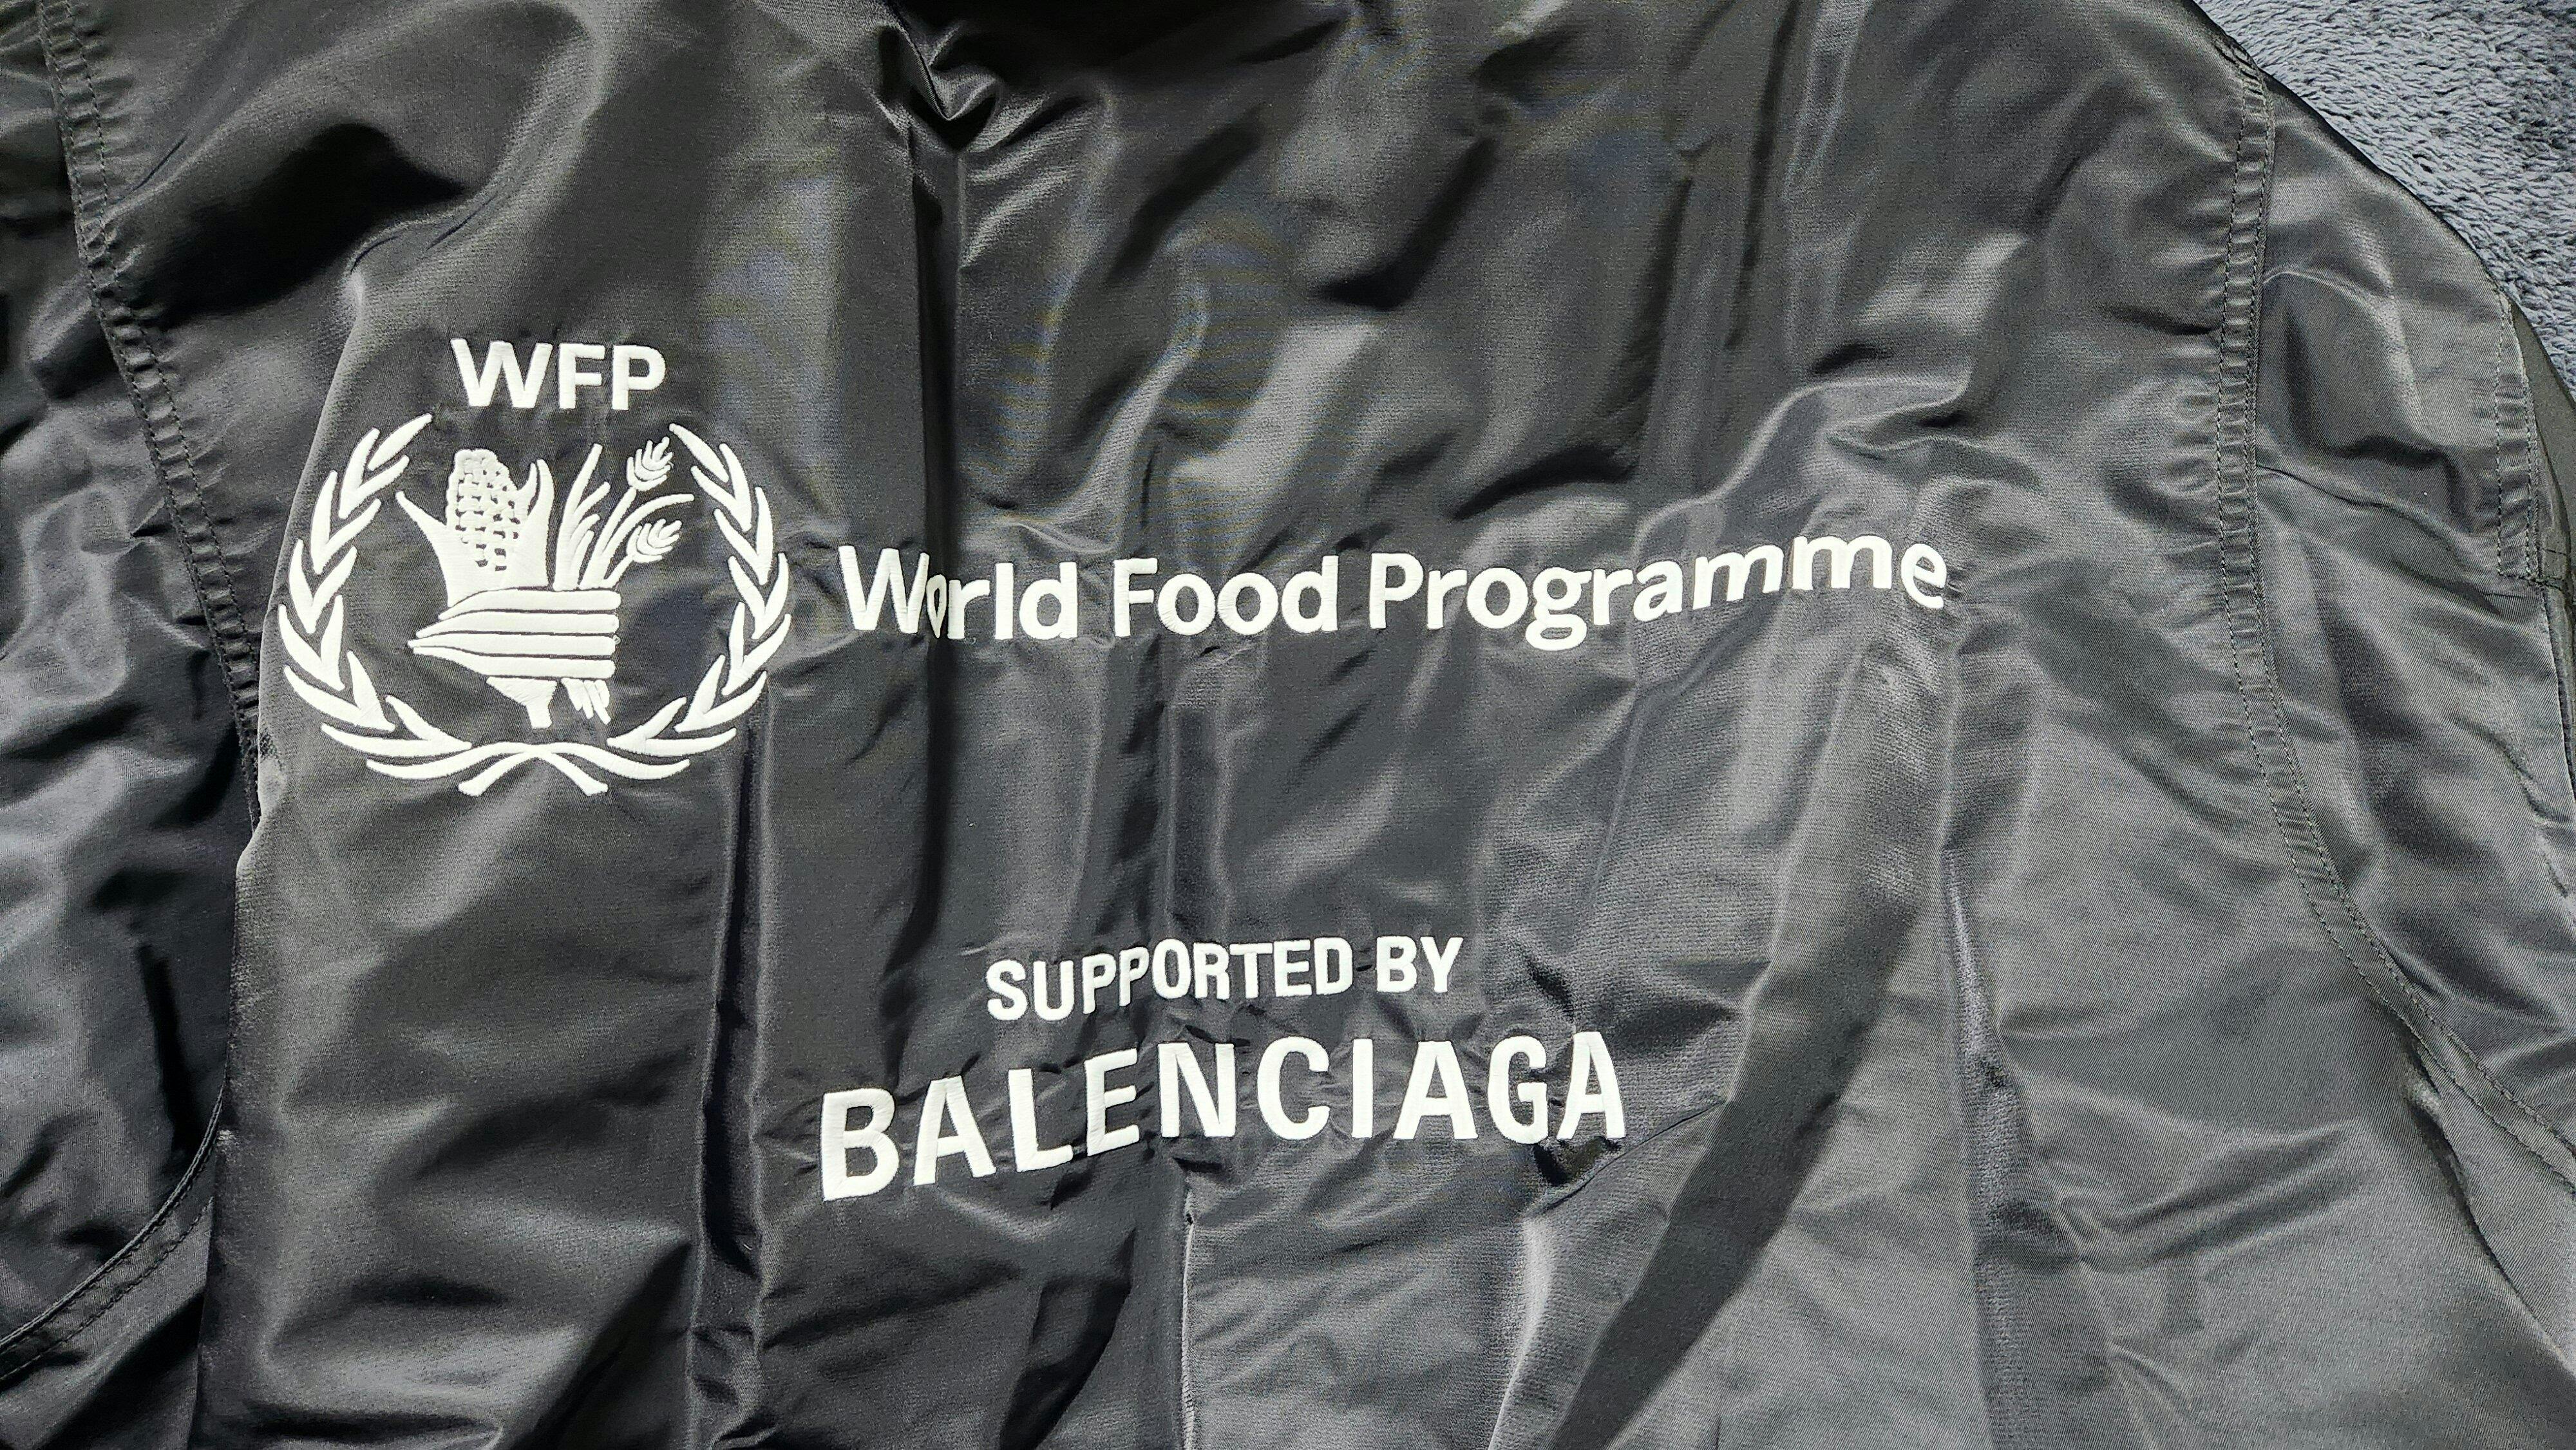 WFP
World Food Programme
SUPPORTED BY
BALENCIAGA